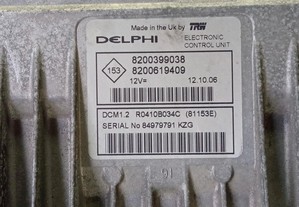 Made in the Uk by TRW
DELPHI ELECTRONIC
CONTROL UNIT
153
8200399038
8200619409
12V= 12.10.06
DCM1.2 R0410B034C (81153E)
SERIAL No 84979791 KZG